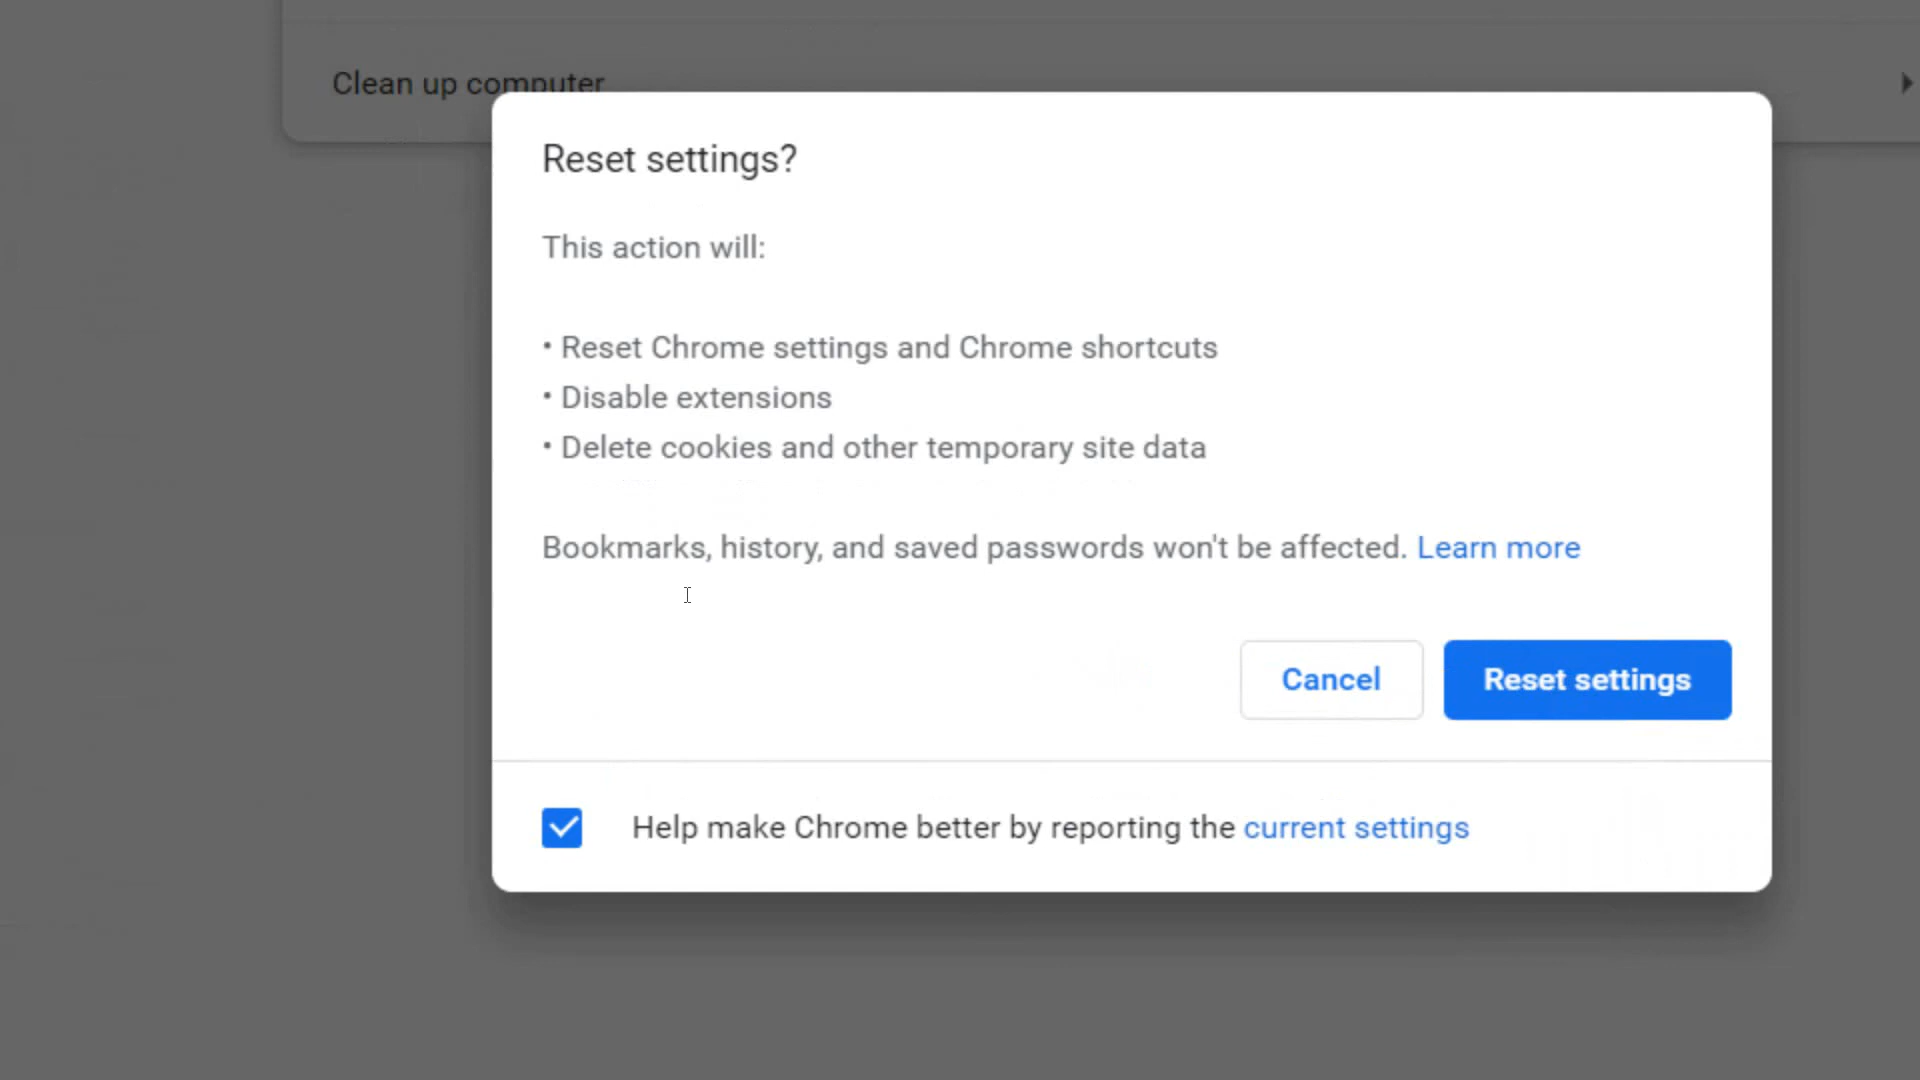 Clean up computer
Reset settings?
This action will:
• Reset Chrome settings and Chrome shortcuts
• Disable extensions
• Delete cookies and other temporary site data
Bookmarks, history, and saved passwords won't be affected. Learn more
Cancel Reset settings
Help make Chrome better by reporting the current settings